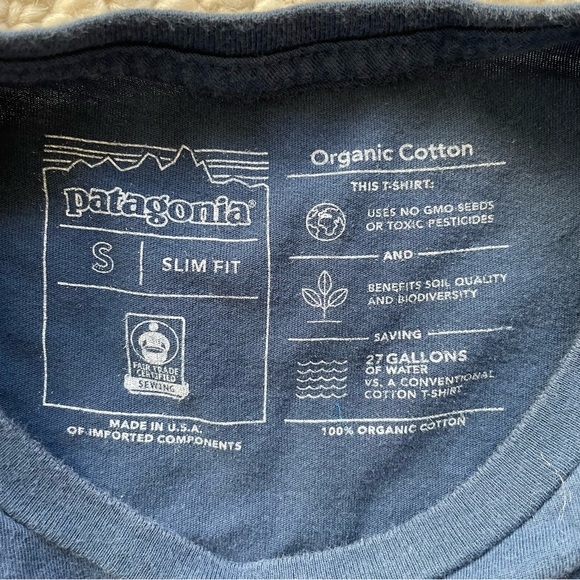 patagonia®
S
SLIM FIT
FAIR TRADE
CERTIFIED
SEWING
MADE IN U.S.A.
OF IMPORTED COMPONENTS
Organic Cotton
THIS T-SHIRT:
USES NO GMO SEEDS
OR TOXIC PESTICIDES
AND
BENEFITS SOIL QUALITY
AND BIODIVERSITY
SAVING
27 GALLONS
OF WATER
VS. A CONVENTIONAL
COTTON T-SHIRT
100% ORGANIC COTTON